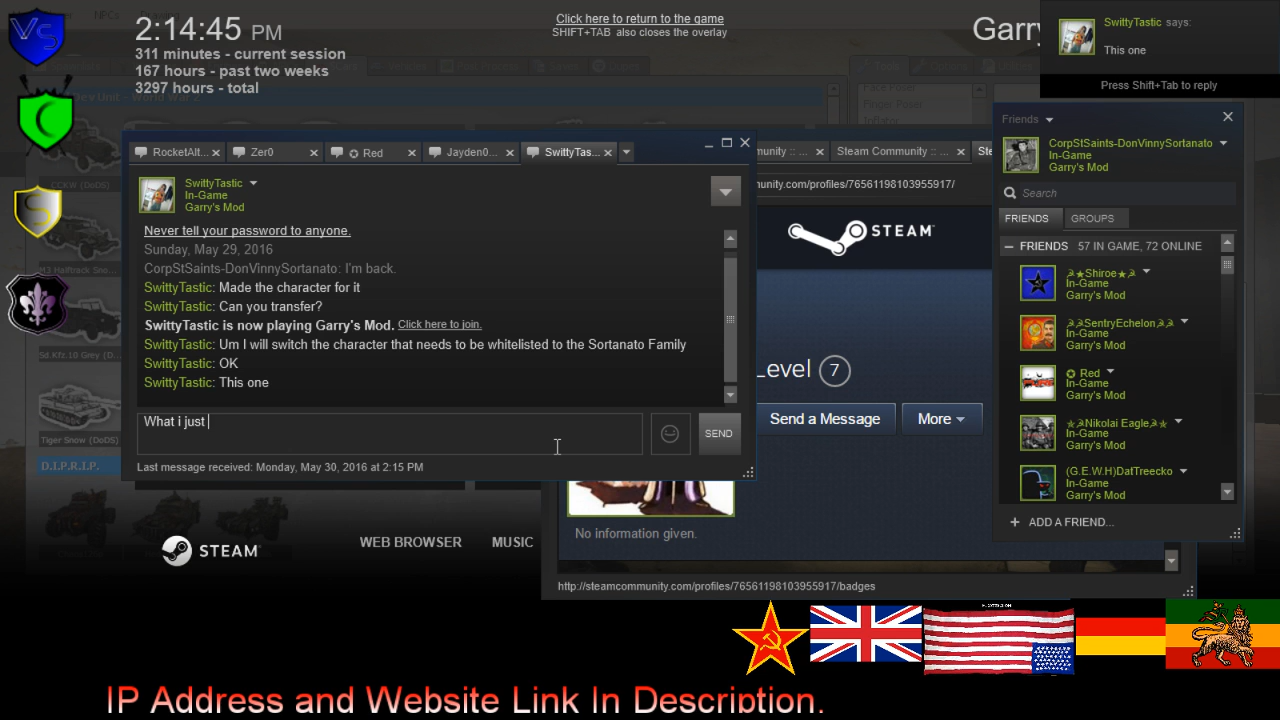 2:14:45 PM
311 minutes - current session
167 hours - past two weeks
3297 hours - total
Click here to return to the game
SHIFT+TAB also closes the overlay
Garry
SwittyTastic says:
This one
Press Shift+Tab to reply
RocketAlt...
Zer0
✪ Red
Jayden0...
SwittyTas...
SwittyTastic
In-Game
Garry's Mod
Never tell your password to anyone.
Sunday, May 29, 2016
CorpStSaints-DonVinnySortanato: I'm back.
SwittyTastic: Made the character for it
SwittyTastic: Can you transfer?
SwittyTastic is now playing Garry's Mod. Click here to join.
SwittyTastic: Um I will switch the character that needs to be whitelisted to the Sortanato Family
SwittyTastic: OK
SwittyTastic: This one
What i just
SEND
Last message received: Monday, May 30, 2016 at 2:15 PM
munity :: ...
Steam Community :: ...
Ste
munity.com/profiles/76561198103955917/
STEAM
Level 7
Send a Message
More
No information given.
http://steamcommunity.com/profiles/76561198103955917/badges
Friends
CorpStSaints-DonVinnySortanato
In-Game
Garry's Mod
Search
FRIENDS
GROUPS
FRIENDS 57 IN GAME, 72 ONLINE
☭★Shiroe★☭
In-Game
Garry's Mod
☭☭SentryEchelon☭☭
In-Game
Garry's Mod
✪ Red
In-Game
Garry's Mod
★☭Nikolai Eagle☭★
In-Game
Garry's Mod
(G.E.W.H)DatTreecko
In-Game
Garry's Mod
+ ADD A FRIEND...
Sd.Kfz.10 Grey (D...
Tiger Snow (DoDS)
D.I.P.R.I.P.
STEAM
WEB BROWSER
MUSIC
IP Address and Website Link In Description.